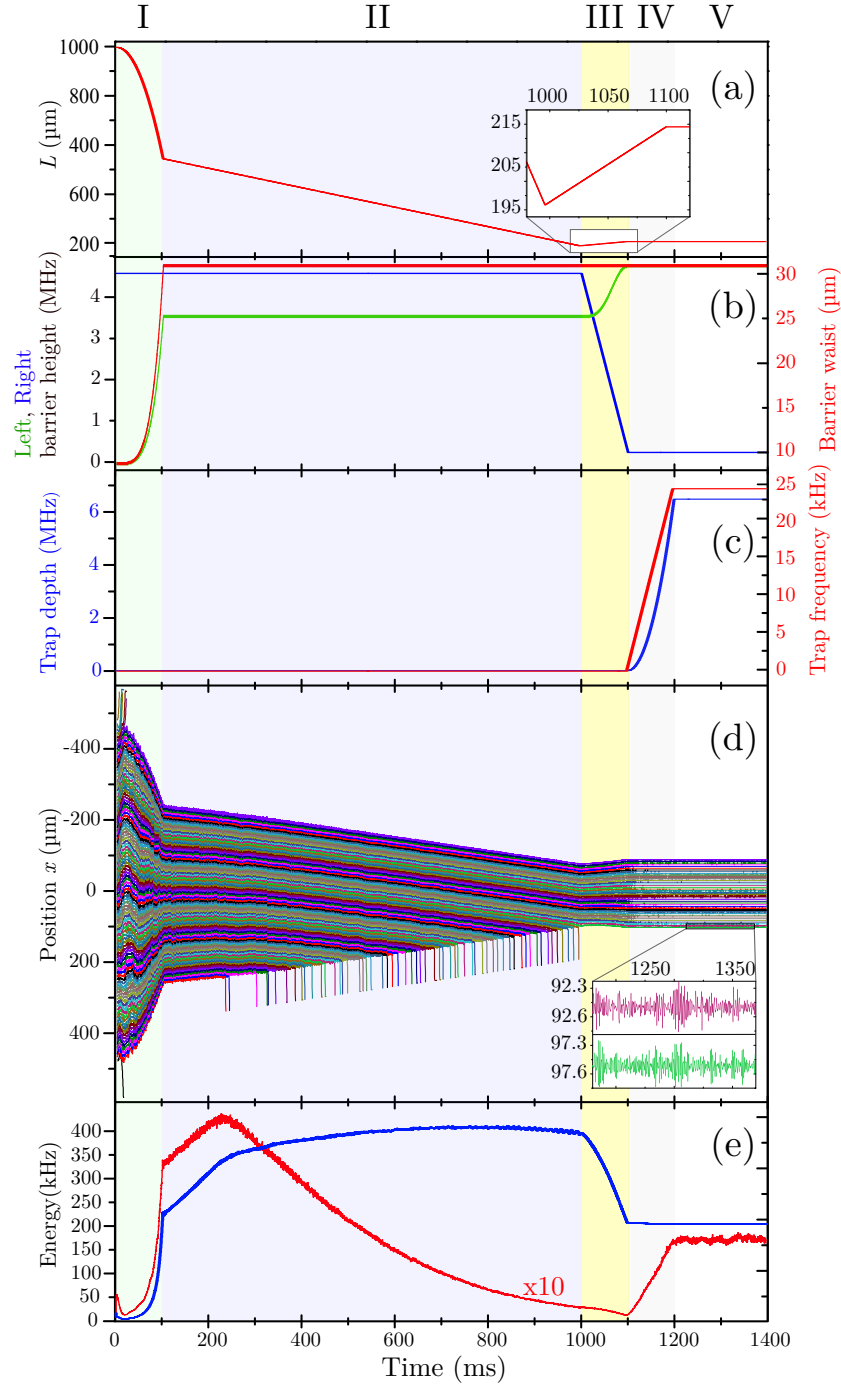 I II III IV V
(a)
L (µm)
1000
800
400
600
200
1000 1050 1100
215
205
195
(b)
Left, Right
barrier height (MHz)
4
3
2
1
0
Barrier waist (µm)
30
25
20
15
10
(c)
Trap depth (MHz)
6
4
2
0
Trap frequency (kHz)
25
20
15
10
5
0
(d)
Position x (µm)
-400
-200
0
200
400
1250 1350
92.3
92.6
97.3
97.6
(e)
Energy(kHz)
400
350
300
250
200
150
100
50
0
x10
0 200 400 600 800 1000 1200 1400
Time (ms)